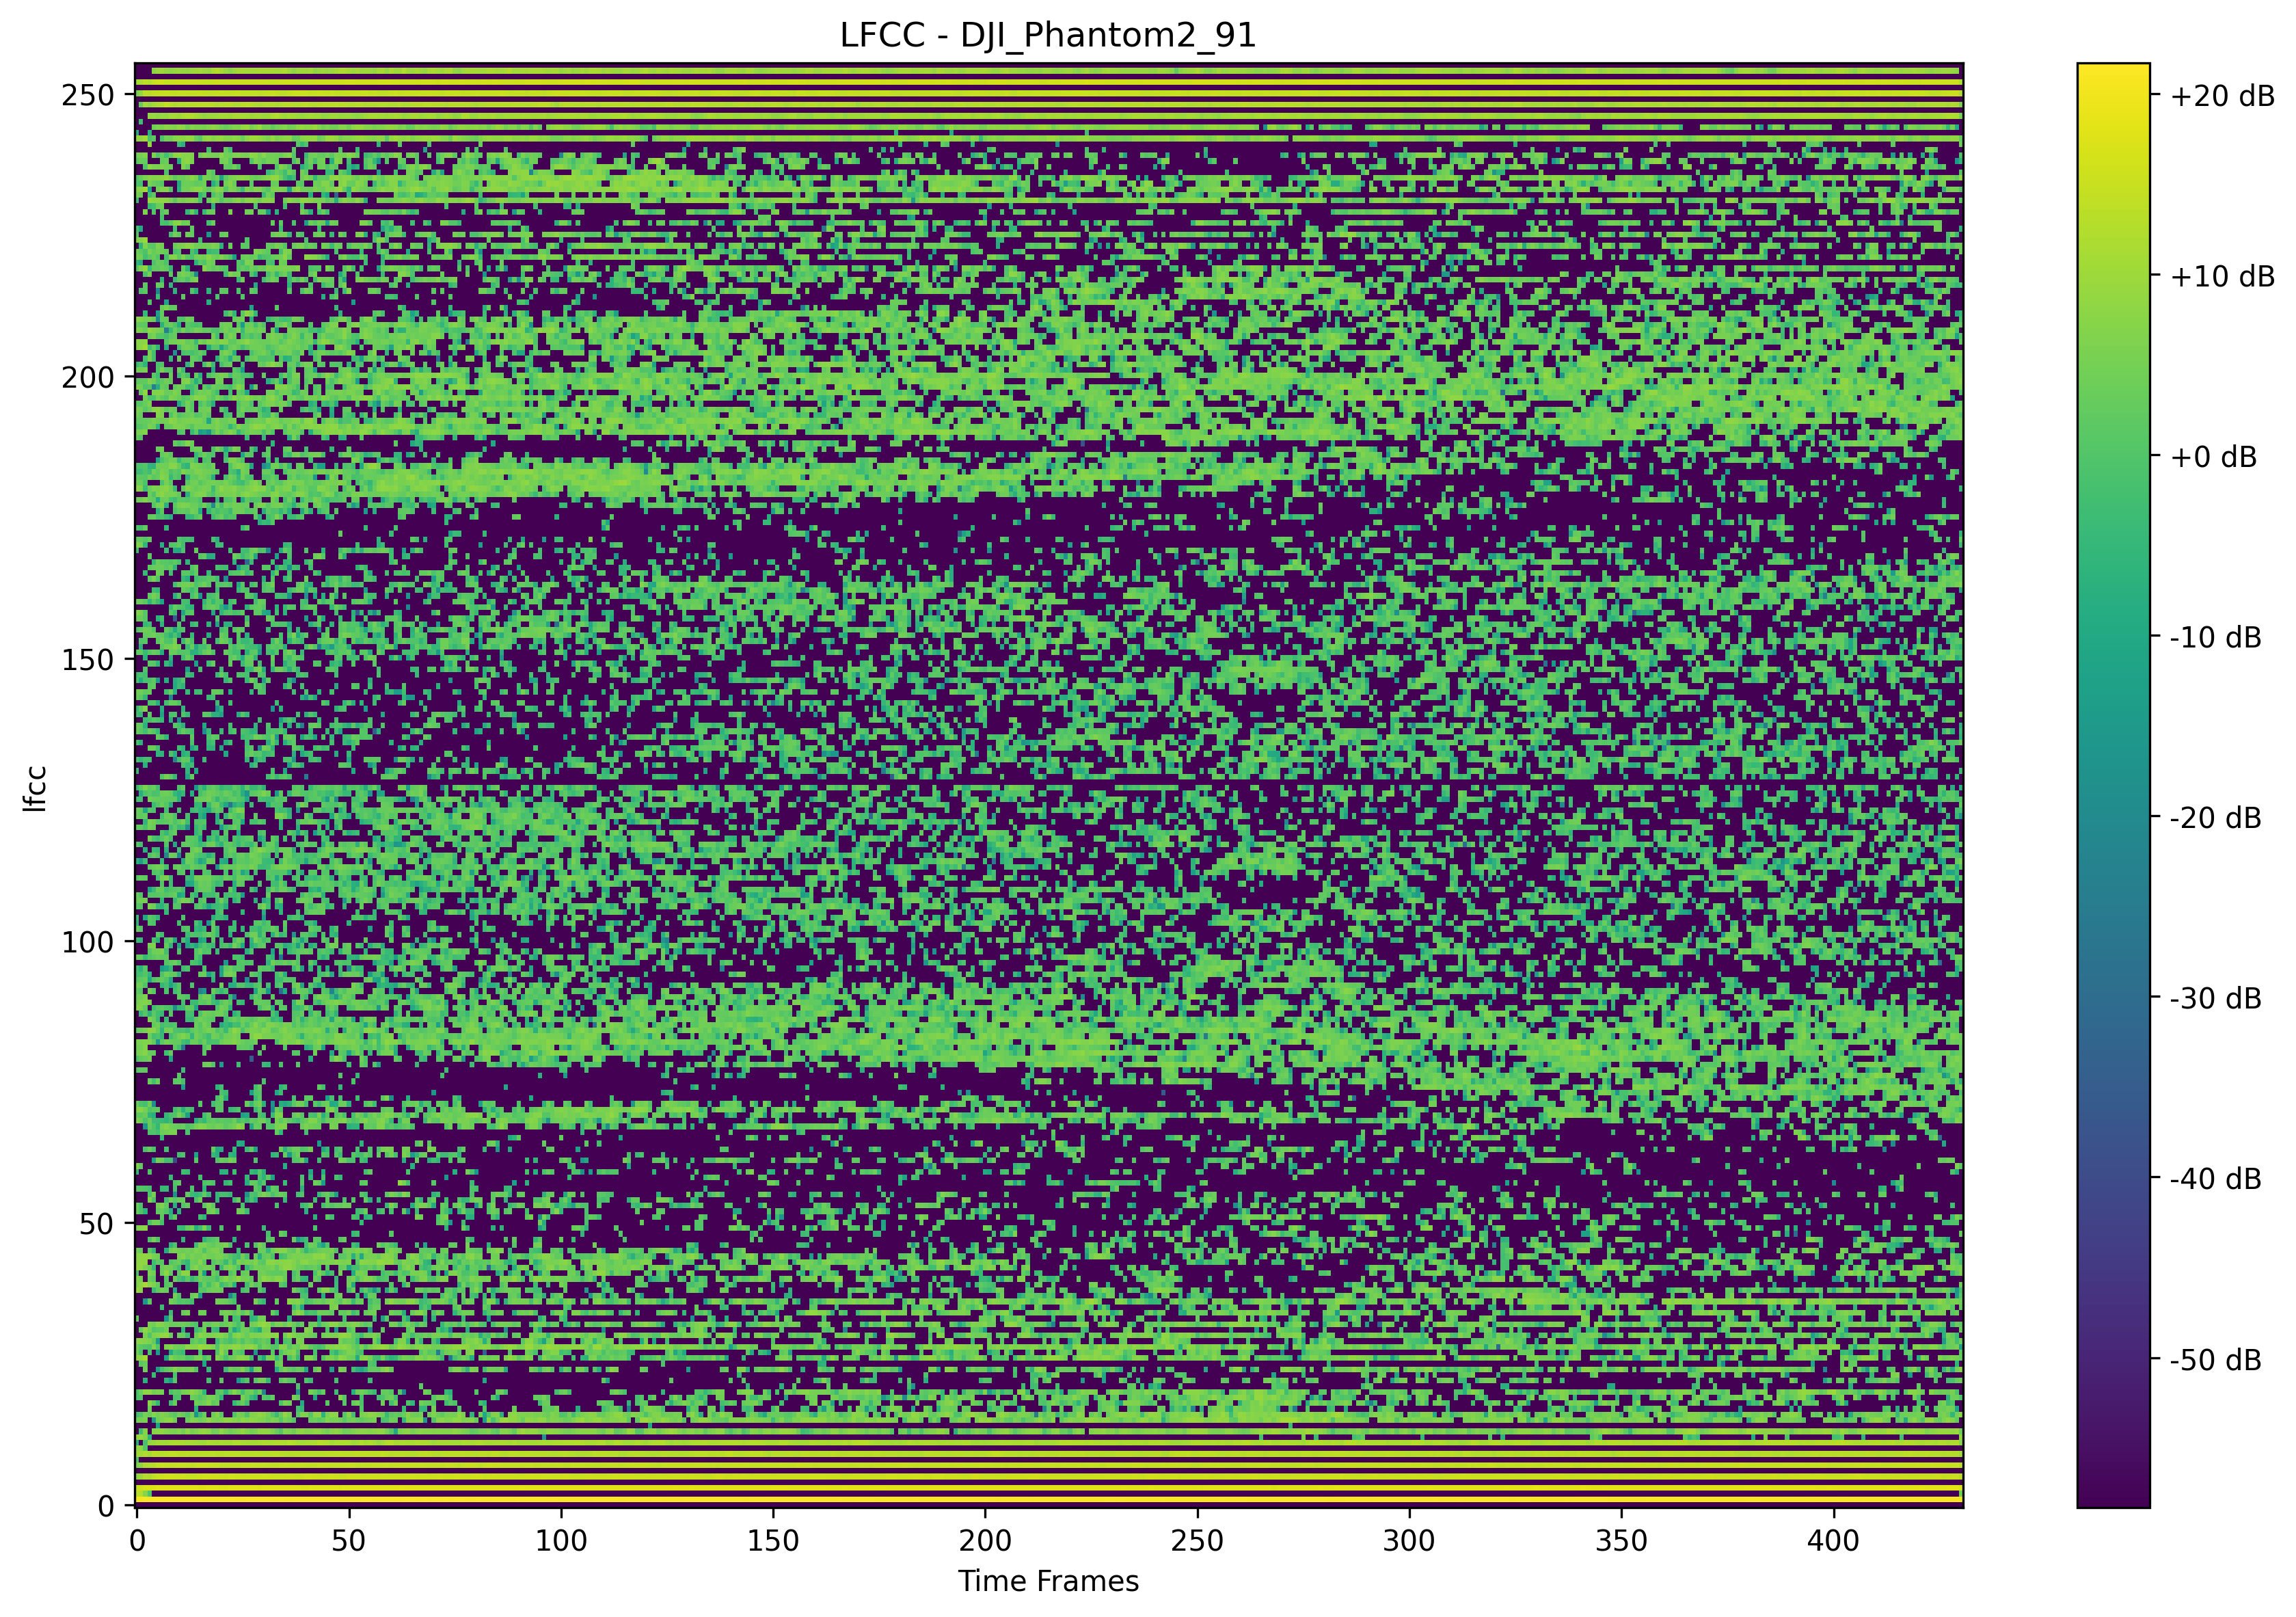 LFCC - DJI_Phantom2_91
250
200
150
100
50
0
lfcc
0 50 100 150 200 250 300 350 400
Time Frames
+20 dB
+10 dB
+0 dB
-10 dB
-20 dB
-30 dB
-40 dB
-50 dB